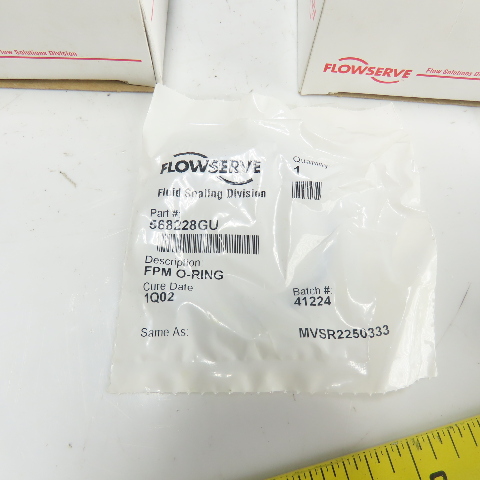 Flow Solutions Division
FLOWSERVE
Flow Solutions
FLOWSERVE
Fluid Sealing Division
Quantity
1
Part #:
568228GU
Description
FPM O-RING
Cure Date
1Q02
Batch #:
41224
Same As:
MVSR2250333